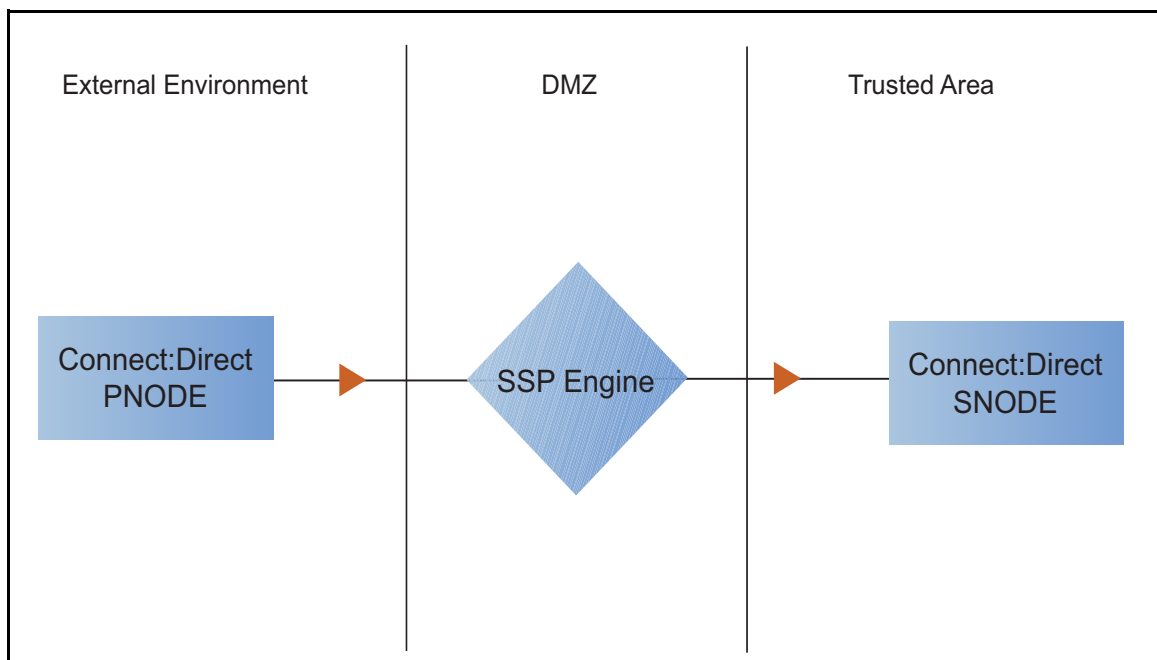 External Environment
DMZ
Trusted Area
Connect:Direct
PNODE
SSP Engine
Connect:Direct
SNODE